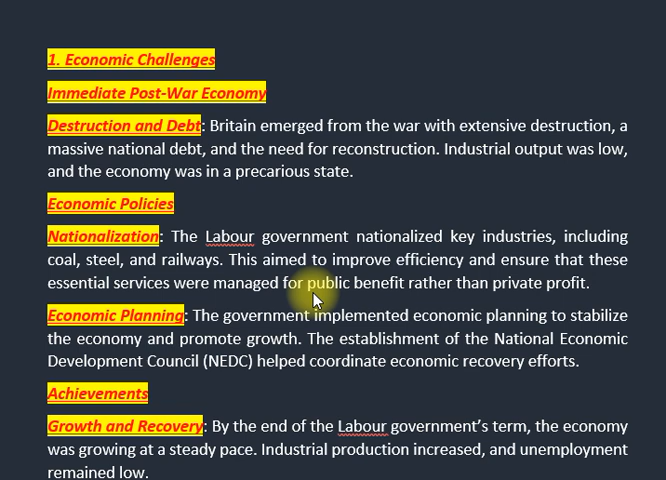 1. Economic Challenges
Immediate Post-War Economy
Destruction and Debt: Britain emerged from the war with extensive destruction, a
massive national debt, and the need for reconstruction. Industrial output was low,
and the economy was in a precarious state.
Economic Policies
Nationalization: The Labour government nationalized key industries, including
coal, steel, and railways. This aimed to improve efficiency and ensure that these
essential services were managed for public benefit rather than private profit.
Economic Planning: The government implemented economic planning to stabilize
the economy and promote growth. The establishment of the National Economic
Development Council (NEDC) helped coordinate economic recovery efforts.
Achievements
Growth and Recovery: By the end of the Labour government's term, the economy
was growing at a steady pace. Industrial production increased, and unemployment
remained low.